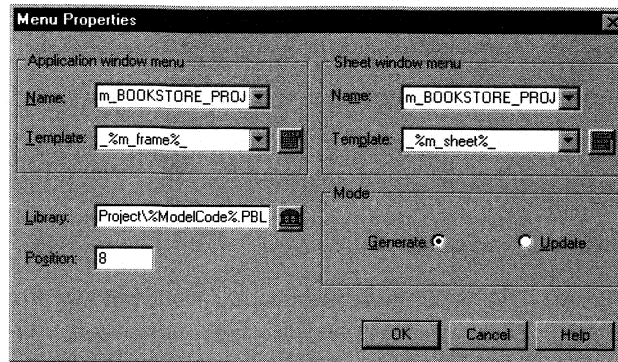 Menu Properties
Application window menu
Name: m_BOOKSTORE_PROJ
Template: _%m_frame%_
Sheet window menu
Name: m_BOOKSTORE_PROJ
Template: _%m_sheet%_
Library: Project\%ModelCode%.PBL
Position: 8
Mode
Generate Update
OK Cancel Help